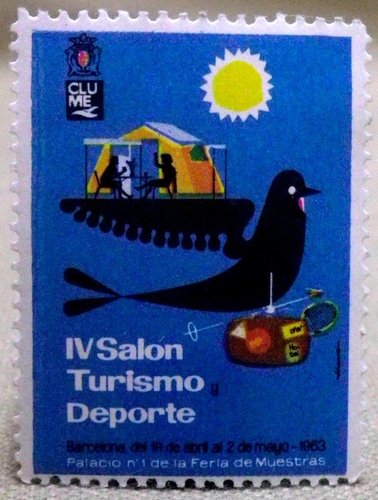 CLU
ME
IV Salon
Turismo y
Deporte
Barcelona, del 18 de abril al 2 de mayo - 1963
Palacio n° 1 de la Feria de Muestras